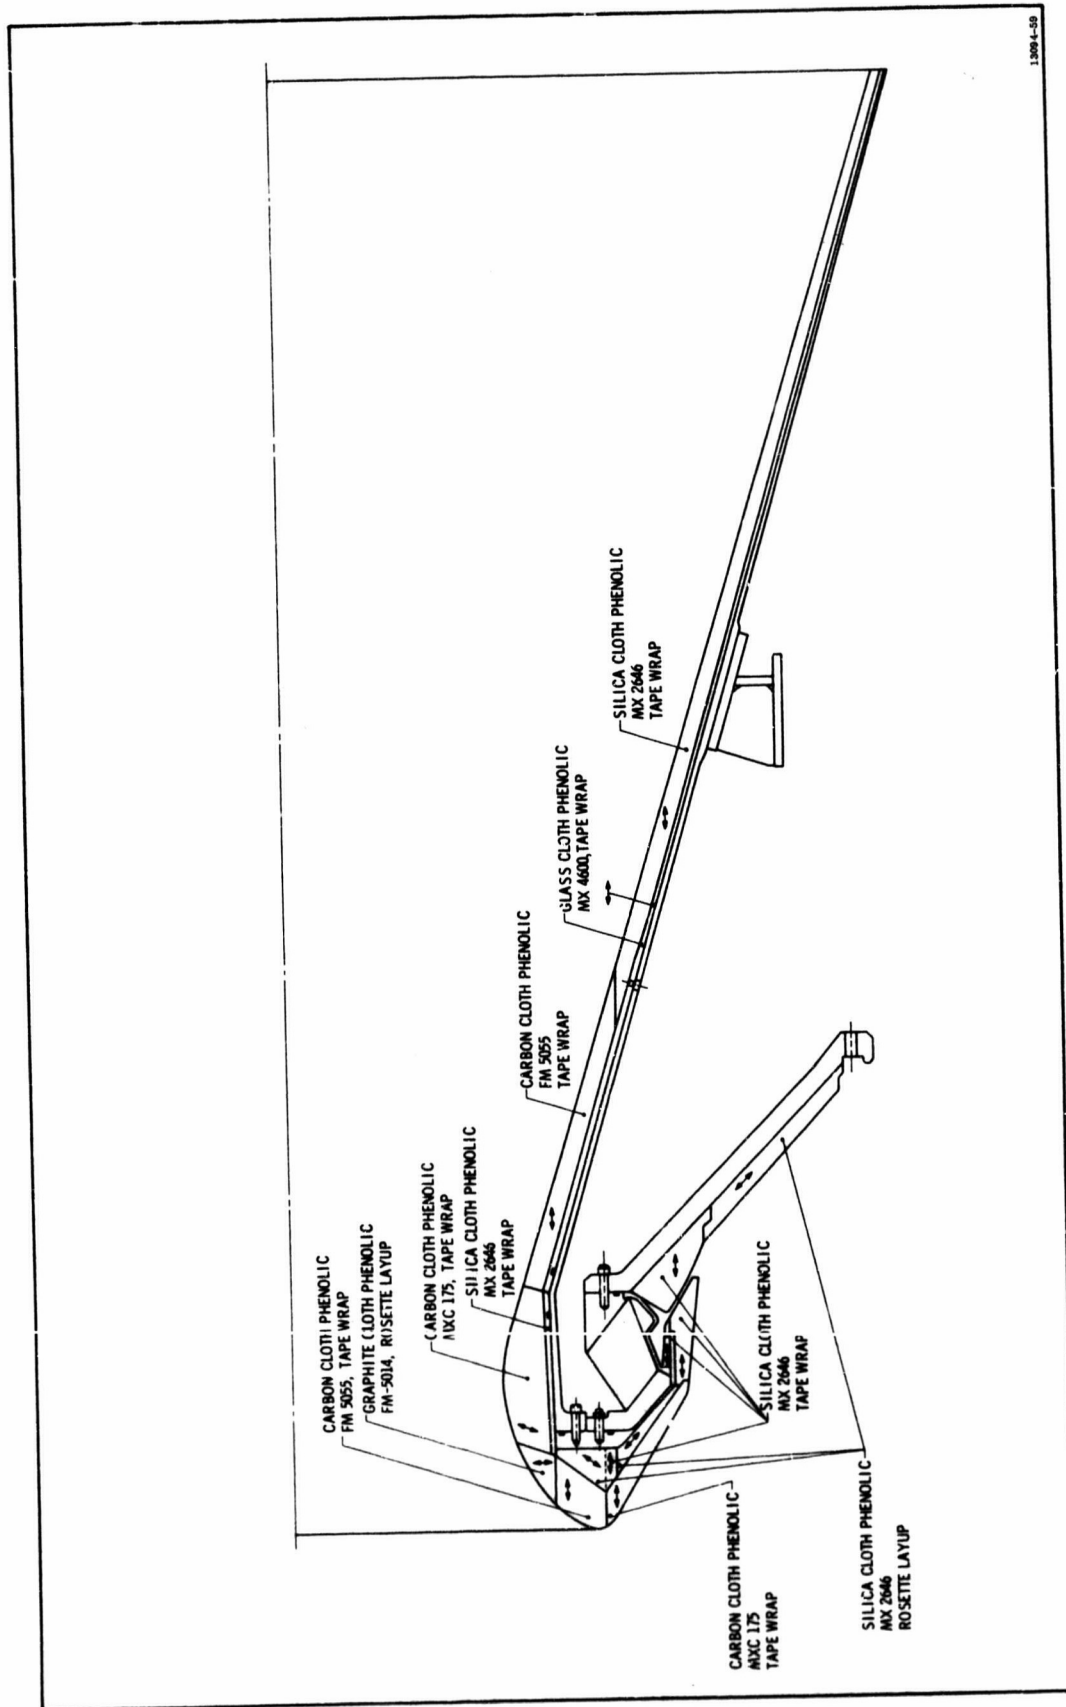 CARBON CLOTH PHENOLIC
FM 5055, TAPE WRAP
GRAPHITE CLOTH PHENOLIC
FM-5014, ROSETTE LAYUP
CARBON CLOTH PHENOLIC
MXC 175, TAPE WRAP
SILICA CLOTH PHENOLIC
MX 2646
TAPE WRAP
CARBON CLOTH PHENOLIC
FM 5055
TAPE WRAP
GLASS CLOTH PHENOLIC
MX 4600,TAPE WRAP
SILICA CLOTH PHENOLIC
MX 2646
TAPE WRAP
CARBON CLOTH PHENOLIC
MXC 175
TAPE WRAP
SILICA CLOTH PHENOLIC
MX 2646
TAPE WRAP
SILICA CLOTH PHENOLIC
MX 2646
ROSETTE LAYUP
13094-59